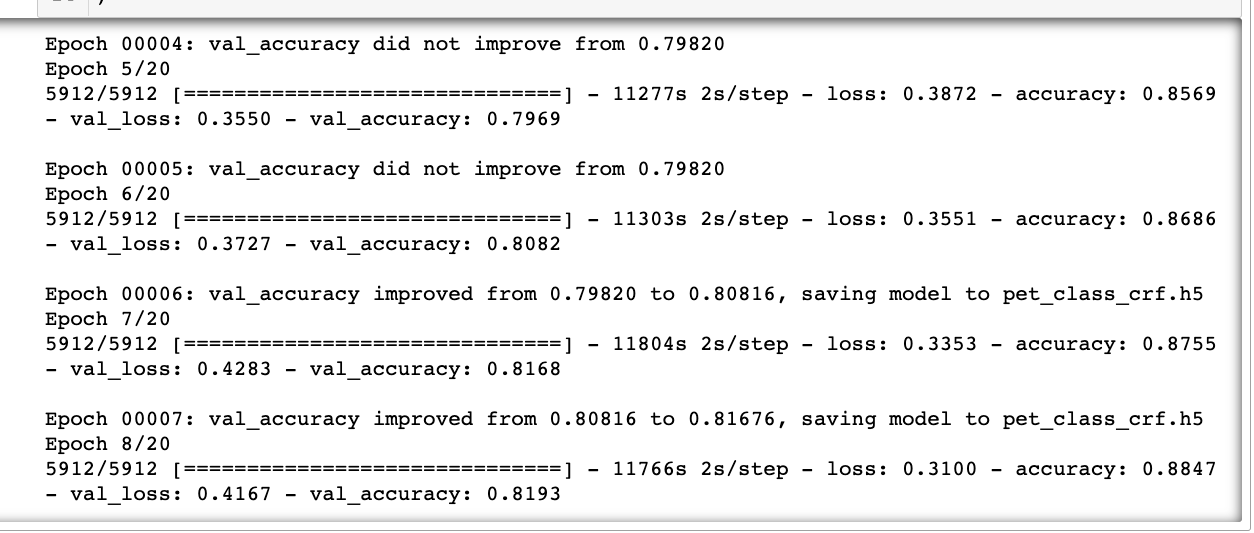 Epoch 00004: val_accuracy did not improve from 0.79820
Epoch 5/20
5912/5912 [==============================] - 11277s 2s/step - loss: 0.3872 - accuracy: 0.8569
- val_loss: 0.3550 - val_accuracy: 0.7969
Epoch 00005: val_accuracy did not improve from 0.79820
Epoch 6/20
5912/5912 [==============================] - 11303s 2s/step - loss: 0.3551 - accuracy: 0.8686
- val_loss: 0.3727 - val_accuracy: 0.8082
Epoch 00006: val_accuracy improved from 0.79820 to 0.80816, saving model to pet_class_crf.h5
Epoch 7/20
5912/5912 [==============================] - 11804s 2s/step - loss: 0.3353 - accuracy: 0.8755
- val_loss: 0.4283 - val_accuracy: 0.8168
Epoch 00007: val_accuracy improved from 0.80816 to 0.81676, saving model to pet_class_crf.h5
Epoch 8/20
5912/5912 [==============================] - 11766s 2s/step - loss: 0.3100 - accuracy: 0.8847
- val_loss: 0.4167 - val_accuracy: 0.8193